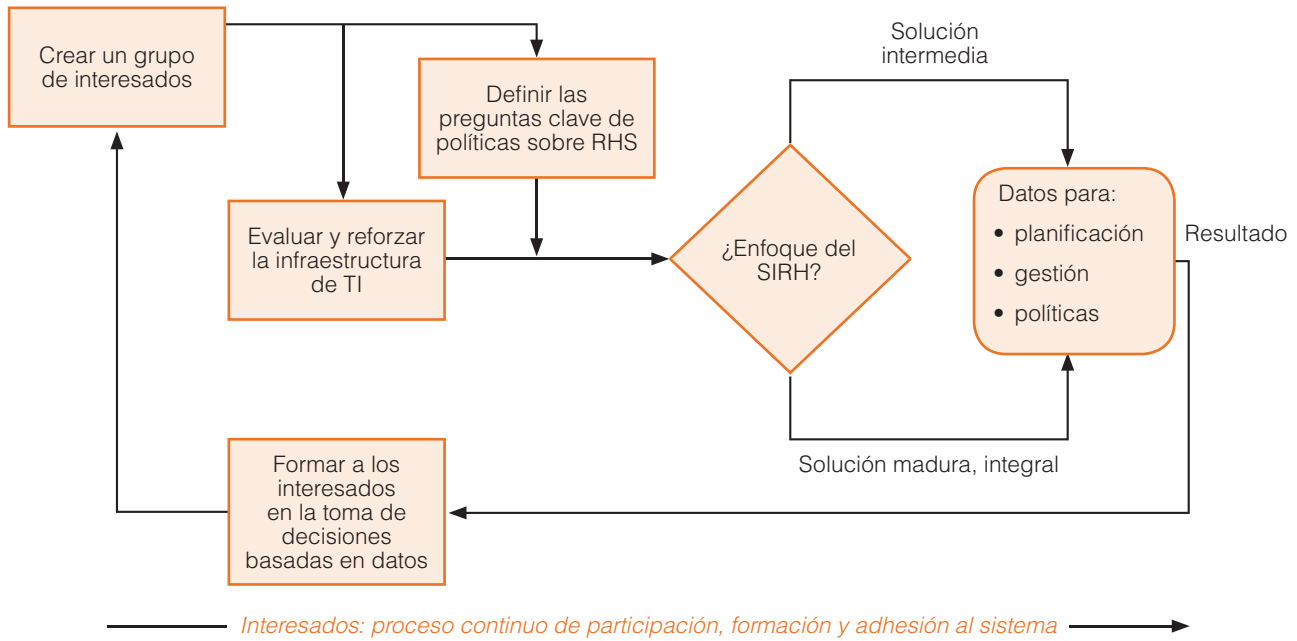 Crear un grupo
de interesados
Definir las
preguntas clave de
políticas sobre RHS
Evaluar y reforzar
la infraestructura
de TI
¿Enfoque del
SIRH?
Solución
intermedia
Datos para:
• planificación
• gestión
• políticas
Resultado
Solución madura, integral
Formar a los
interesados
en la toma de
decisiones
basadas en datos
Interesados: proceso continuo de participación, formación y adhesión al sistema